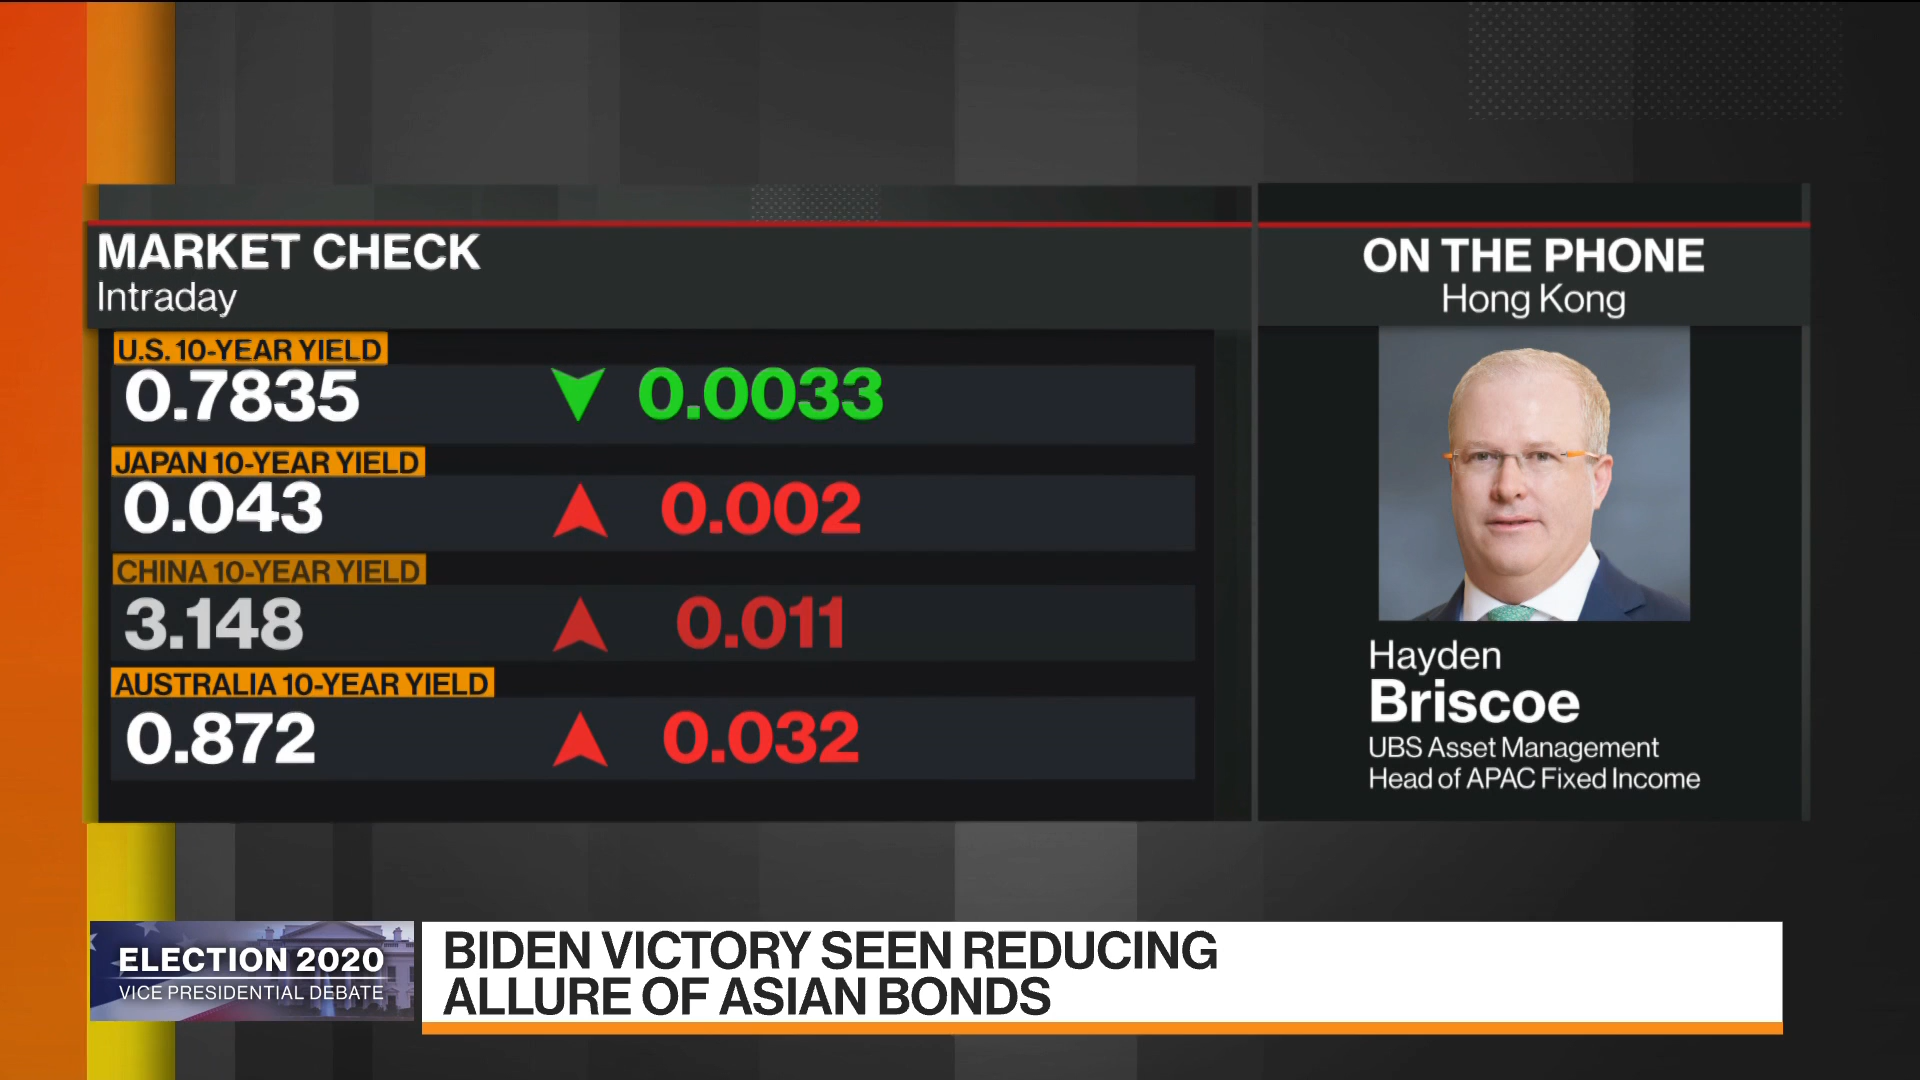 MARKET CHECK
Intraday
U.S. 10-YEAR YIELD
0.7835 ▼ 0.0033
JAPAN 10-YEAR YIELD
0.043 ▲ 0.002
CHINA 10-YEAR YIELD
3.148 ▲ 0.011
AUSTRALIA 10-YEAR YIELD
0.872 ▲ 0.032
ON THE PHONE
Hong Kong
Hayden
Briscoe
UBS Asset Management
Head of APAC Fixed Income
ELECTION 2020
VICE PRESIDENTIAL DEBATE
BIDEN VICTORY SEEN REDUCING
ALLURE OF ASIAN BONDS